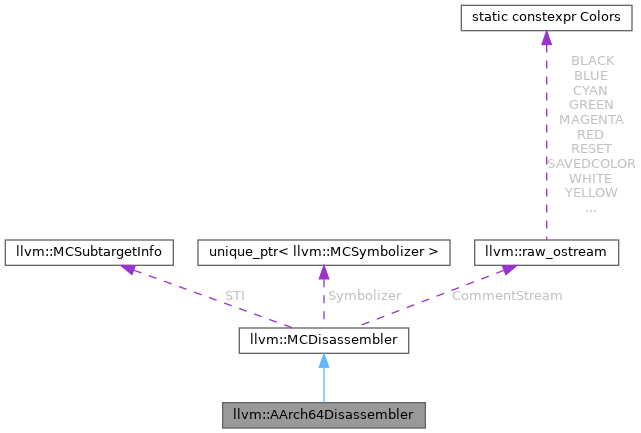 static constexpr Colors
BLACK
BLUE
CYAN
GREEN
MAGENTA
RED
RESET
SAVEDCOLOR
WHITE
YELLOW
...
llvm::MCSubtargetInfo
unique_ptr< llvm::MCSymbolizer >
llvm::raw_ostream
STI
Symbolizer
CommentStream
llvm::MCDisassembler
llvm::AArch64Disassembler